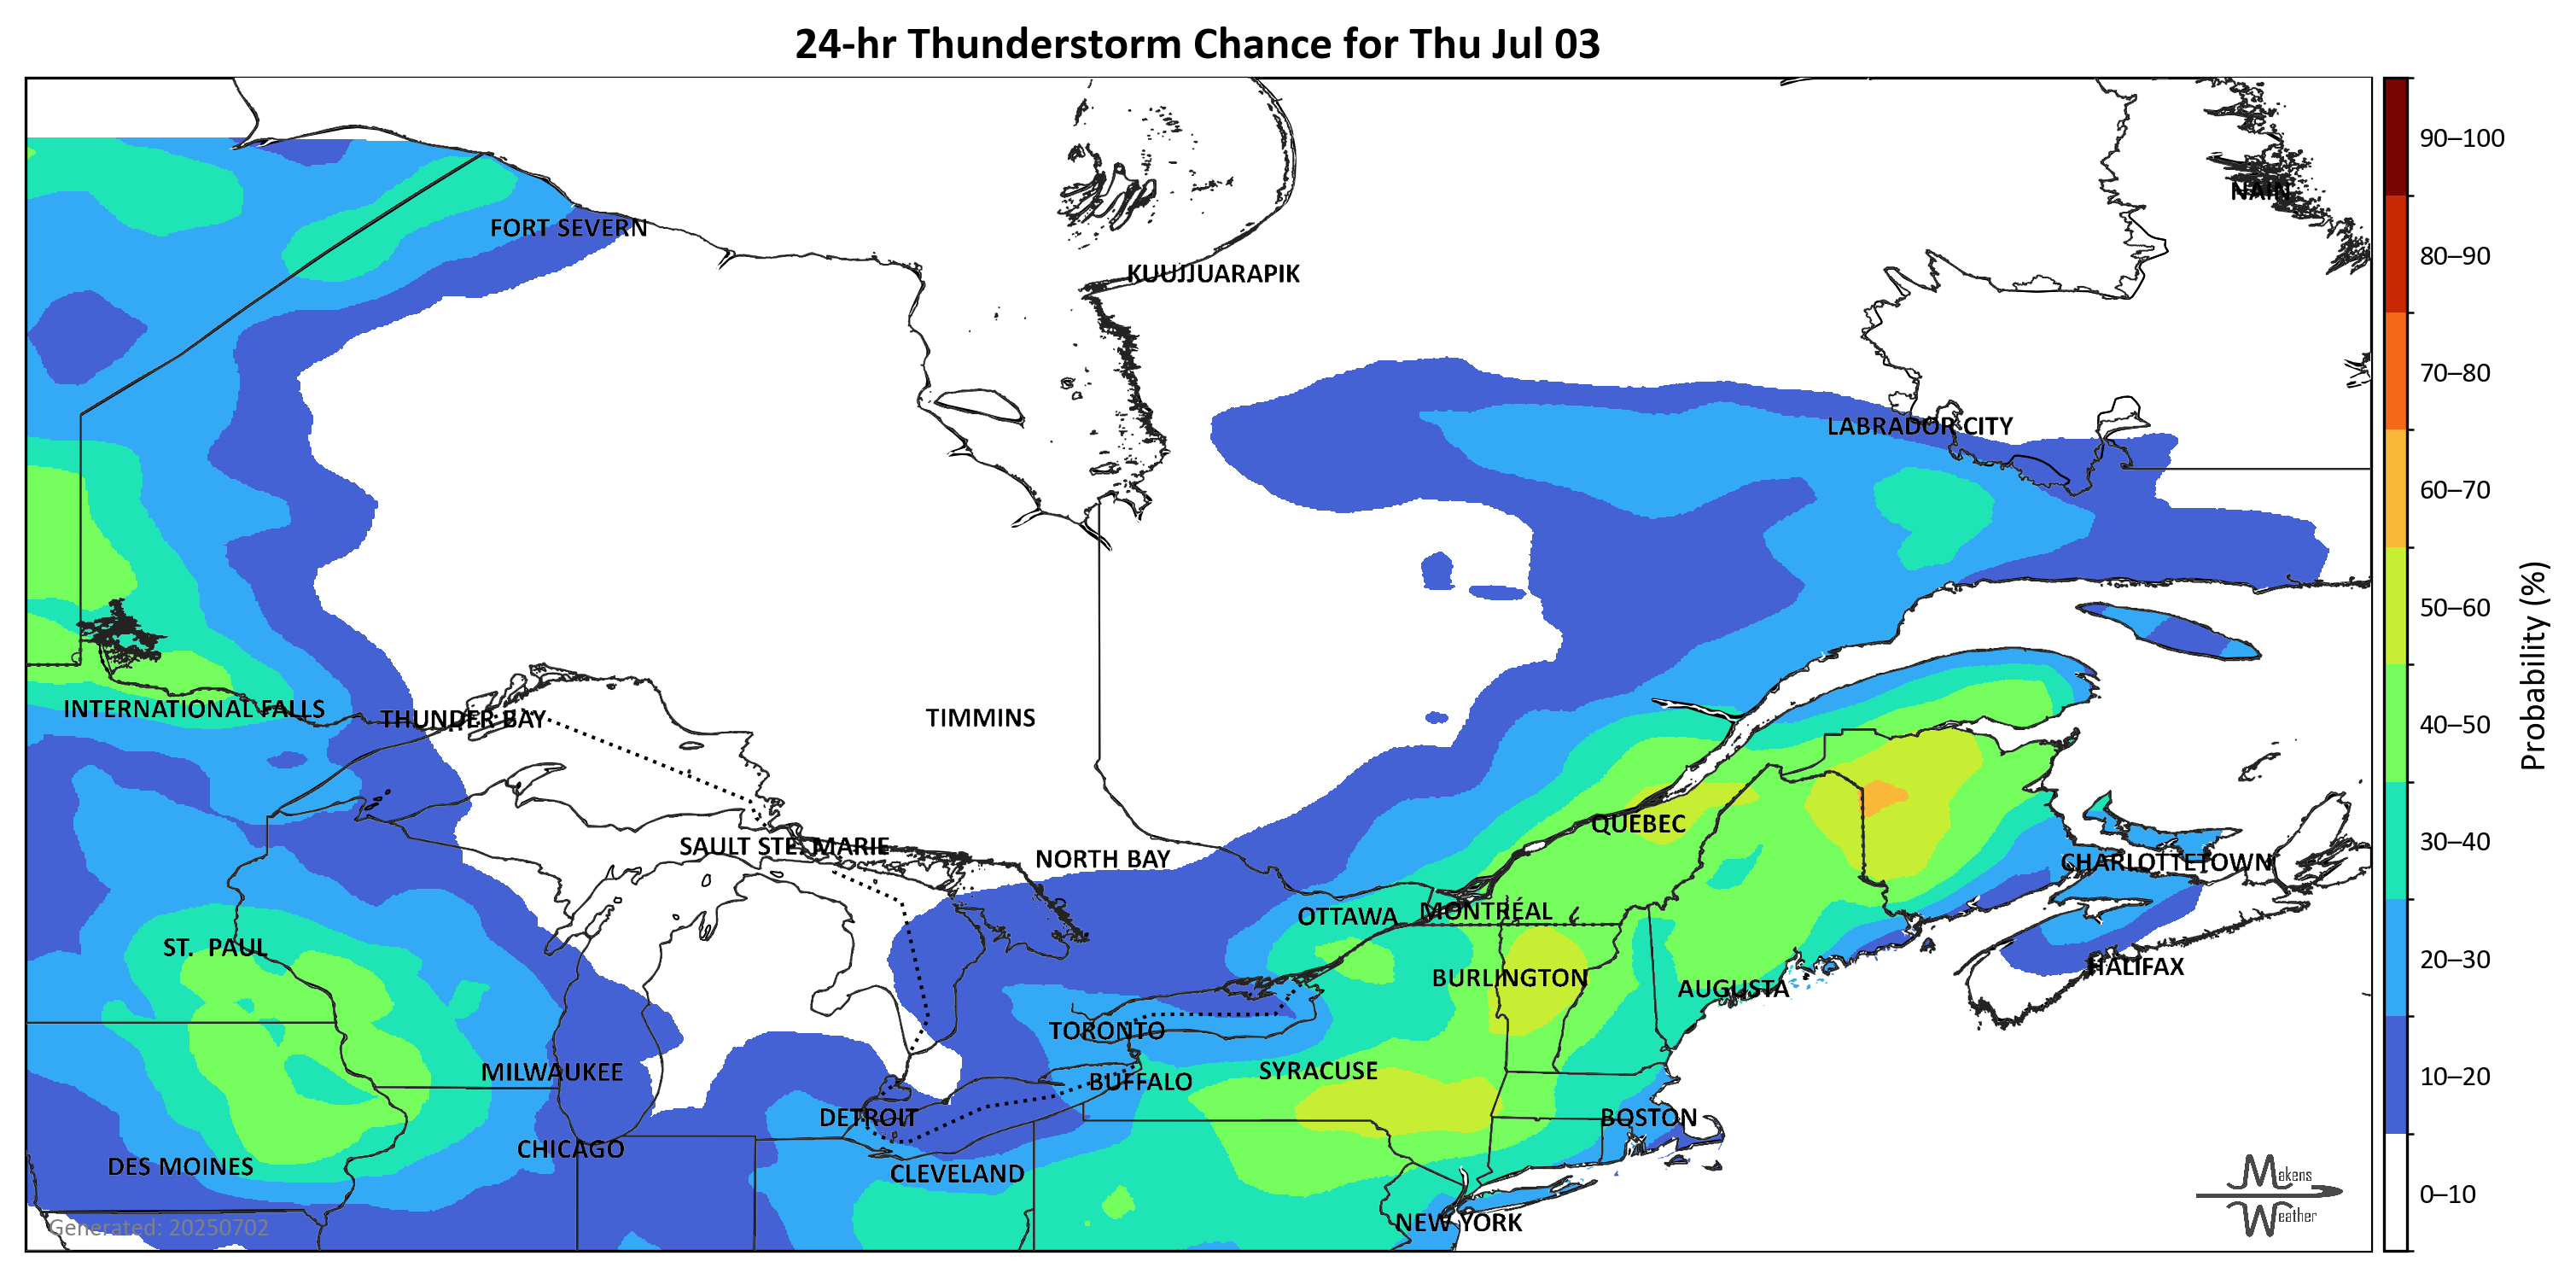 24-hr Thunderstorm Chance for Thu Jul 03
90–100
NAIN
FORT SEVERN
80–90
KUUJJUARAPIK
70–80
LABRADOR CITY
60–70
50–60
Probability (%)
INTERNATIONAL FALLS
THUNDER BAY
TIMMINS
40–50
QUEBEC
SAULT STE. MARIE
NORTH BAY
30–40
CHARLOTTETOWN
OTTAWA
MONTRÉAL
ST. PAUL
20–30
HALIFAX
BURLINGTON
AUGUSTA
TORONTO
SYRACUSE
MILWAUKEE
BUFFALO
10–20
DETROIT
BOSTON
CHICAGO
DES MOINES
CLEVELAND
Makens
Weather
0–10
NEW YORK
Generated: 20250702